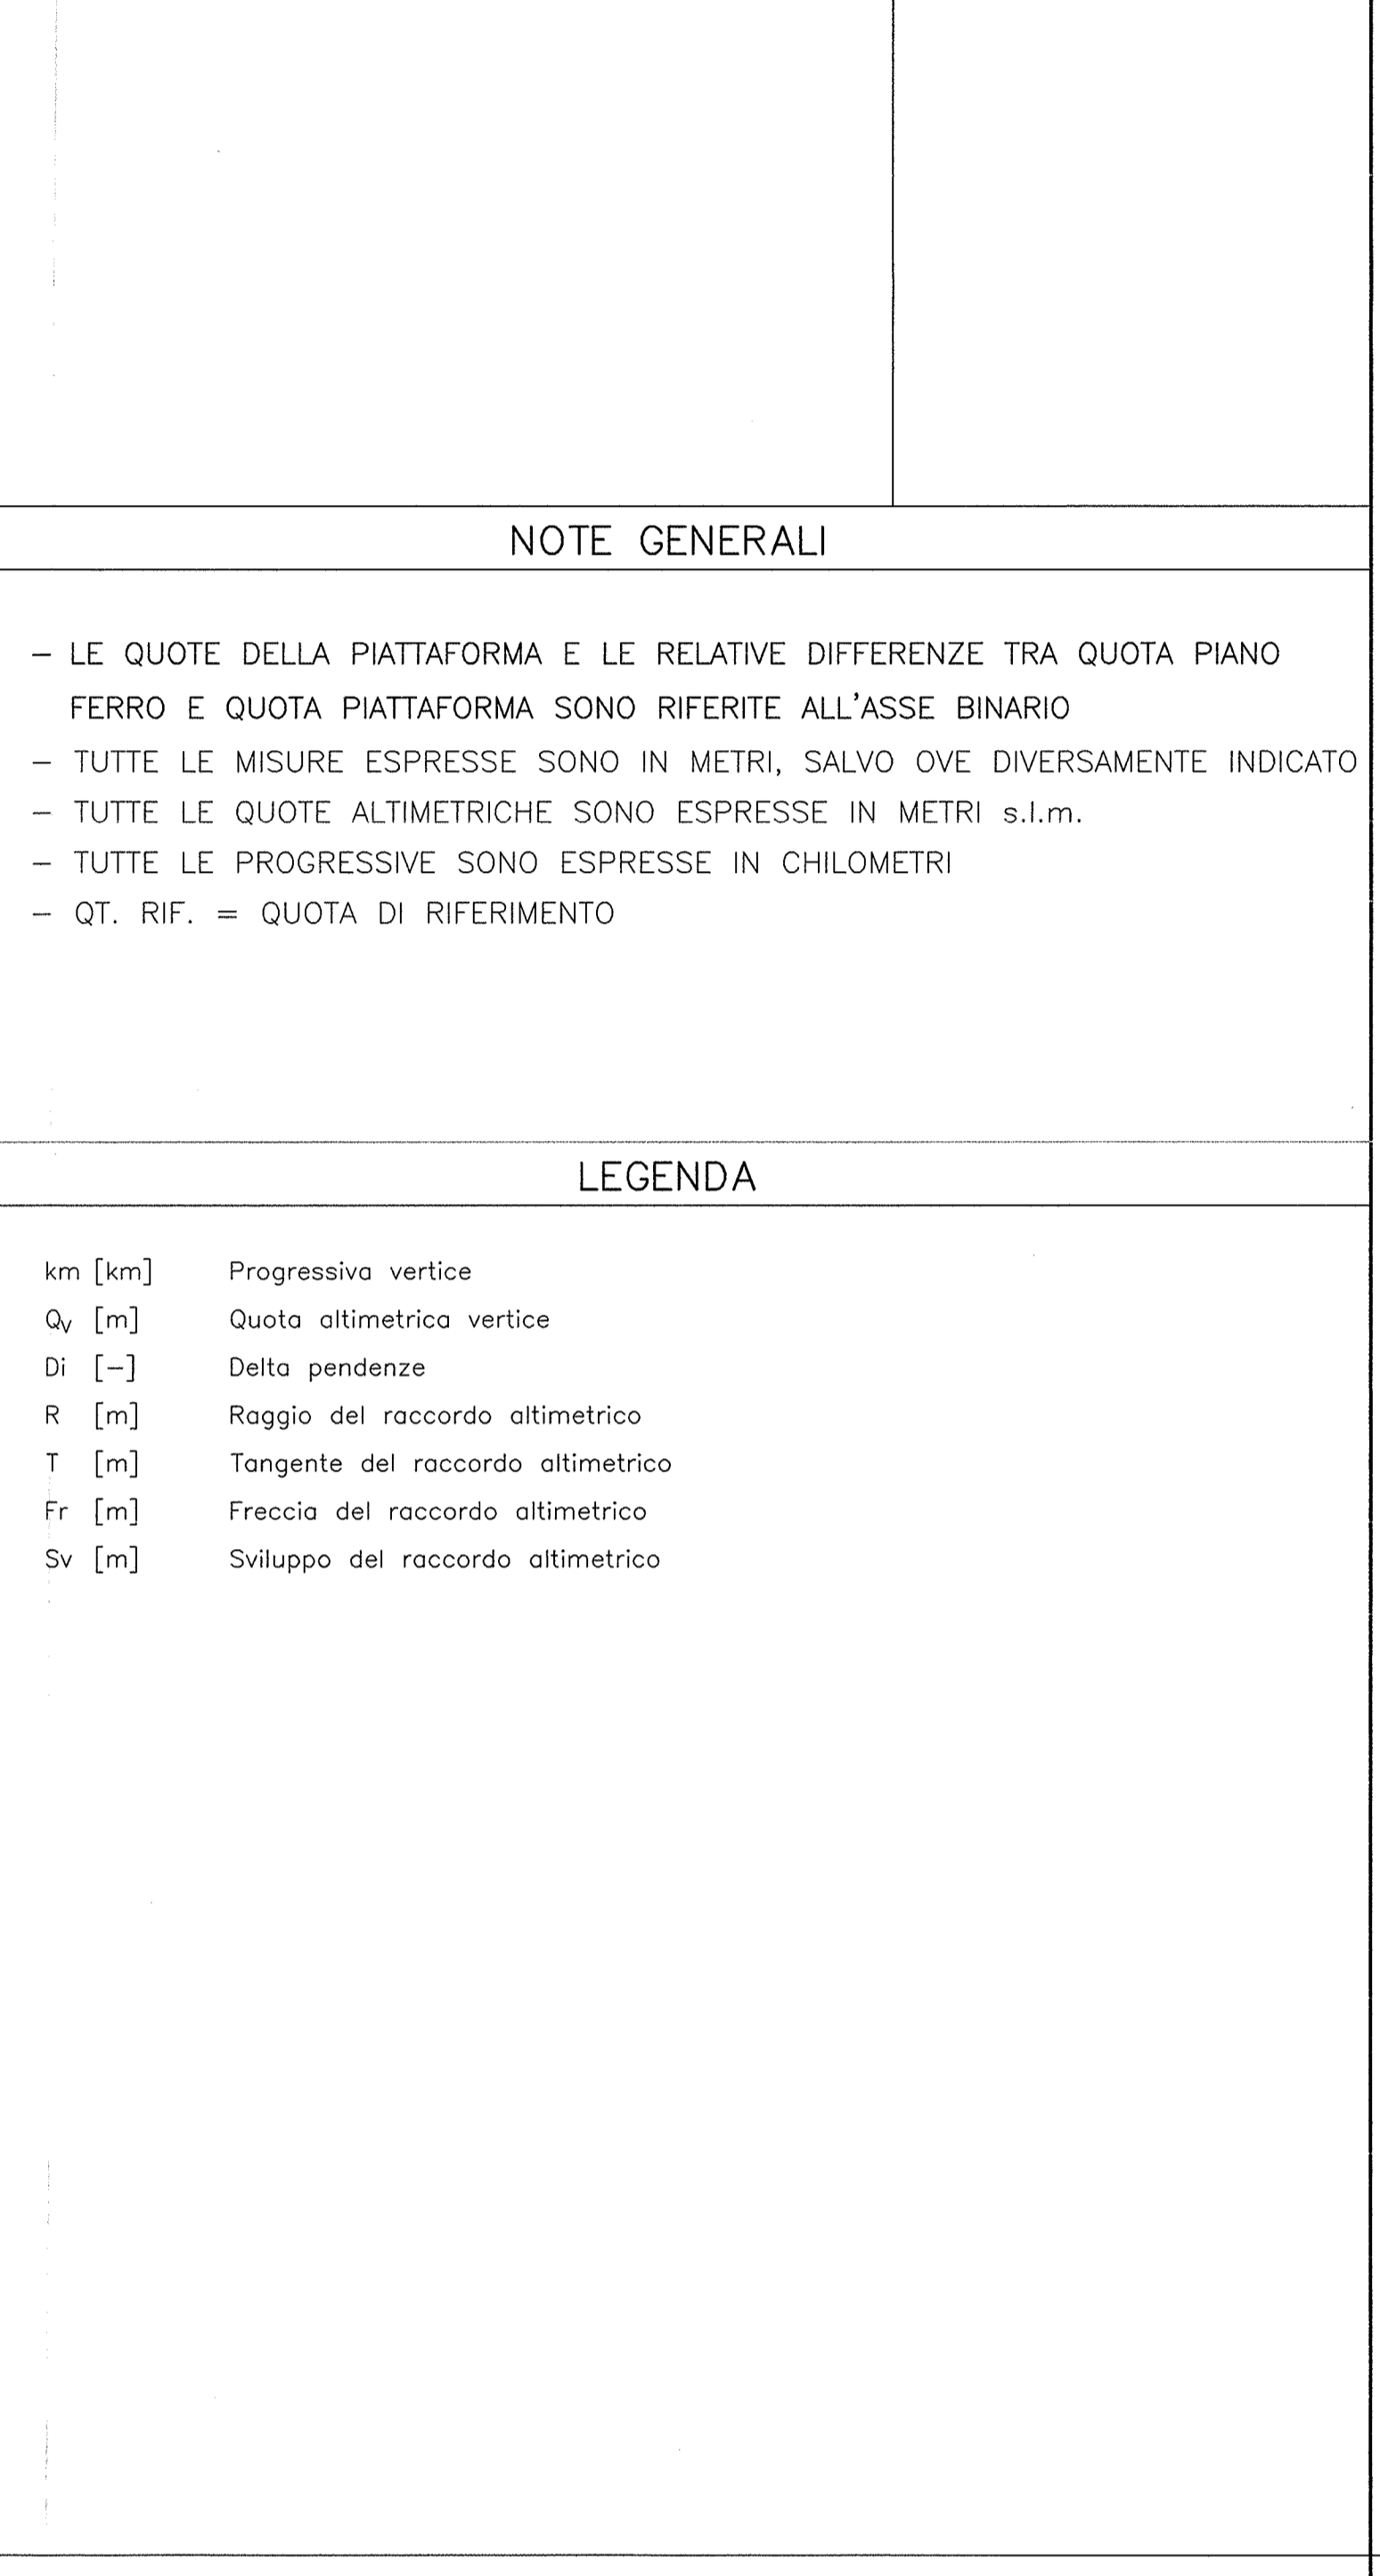 NOTE GENERALI
– LE QUOTE DELLA PIATTAFORMA E LE RELATIVE DIFFERENZE TRA QUOTA PIANO
FERRO E QUOTA PIATTAFORMA SONO RIFERITE ALL'ASSE BINARIO
– TUTTE LE MISURE ESPRESSE SONO IN METRI, SALVO OVE DIVERSAMENTE INDICATO
– TUTTE LE QUOTE ALTIMETRICHE SONO ESPRESSE IN METRI s.l.m.
– TUTTE LE PROGRESSIVE SONO ESPRESSE IN CHILOMETRI
– QT. RIF. = QUOTA DI RIFERIMENTO
LEGENDA
km [km] Progressiva vertice
Qv [m] Quota altimetrica vertice
Di [–] Delta pendenze
R [m] Raggio del raccordo altimetrico
T [m] Tangente del raccordo altimetrico
Fr [m] Freccia del raccordo altimetrico
Sv [m] Sviluppo del raccordo altimetrico